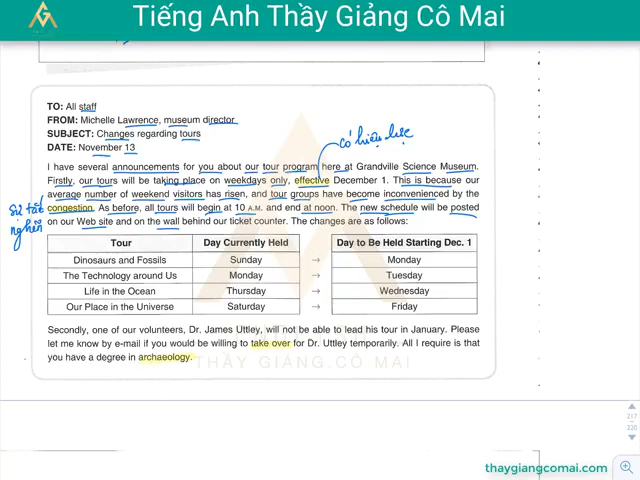 Tiếng Anh Thầy Giảng Cô Mai
TO: All staff
FROM: Michelle Lawrence, museum director
SUBJECT: Changes regarding tours
DATE: November 13
có hiệu lực
I have several announcements for you about our tour program here at Grandville Science Museum.
Firstly, our tours will be taking place on weekdays only, effective December 1. This is because our
average number of weekend visitors has risen, and tour groups have become inconvenienced by the
sự tắc
congestion. As before, all tours will begin at 10 A.M. and end at noon. The new schedule will be posted
nghẽn
on our Web site and on the wall behind our ticket counter. The changes are as follows:
Tour Day Currently Held Day to Be Held Starting Dec. 1
Dinosaurs and Fossils Sunday → Monday
The Technology around Us Monday → Tuesday
Life in the Ocean Thursday → Wednesday
Our Place in the Universe Saturday → Friday
Secondly, one of our volunteers, Dr. James Uttley, will not be able to lead his tour in January. Please
let me know by e-mail if you would be willing to take over for Dr. Uttley temporarily. All I require is that
you have a degree in archaeology.
THẦY GIẢNG.CÔ MAI
217
220
thaygiangcomai.com